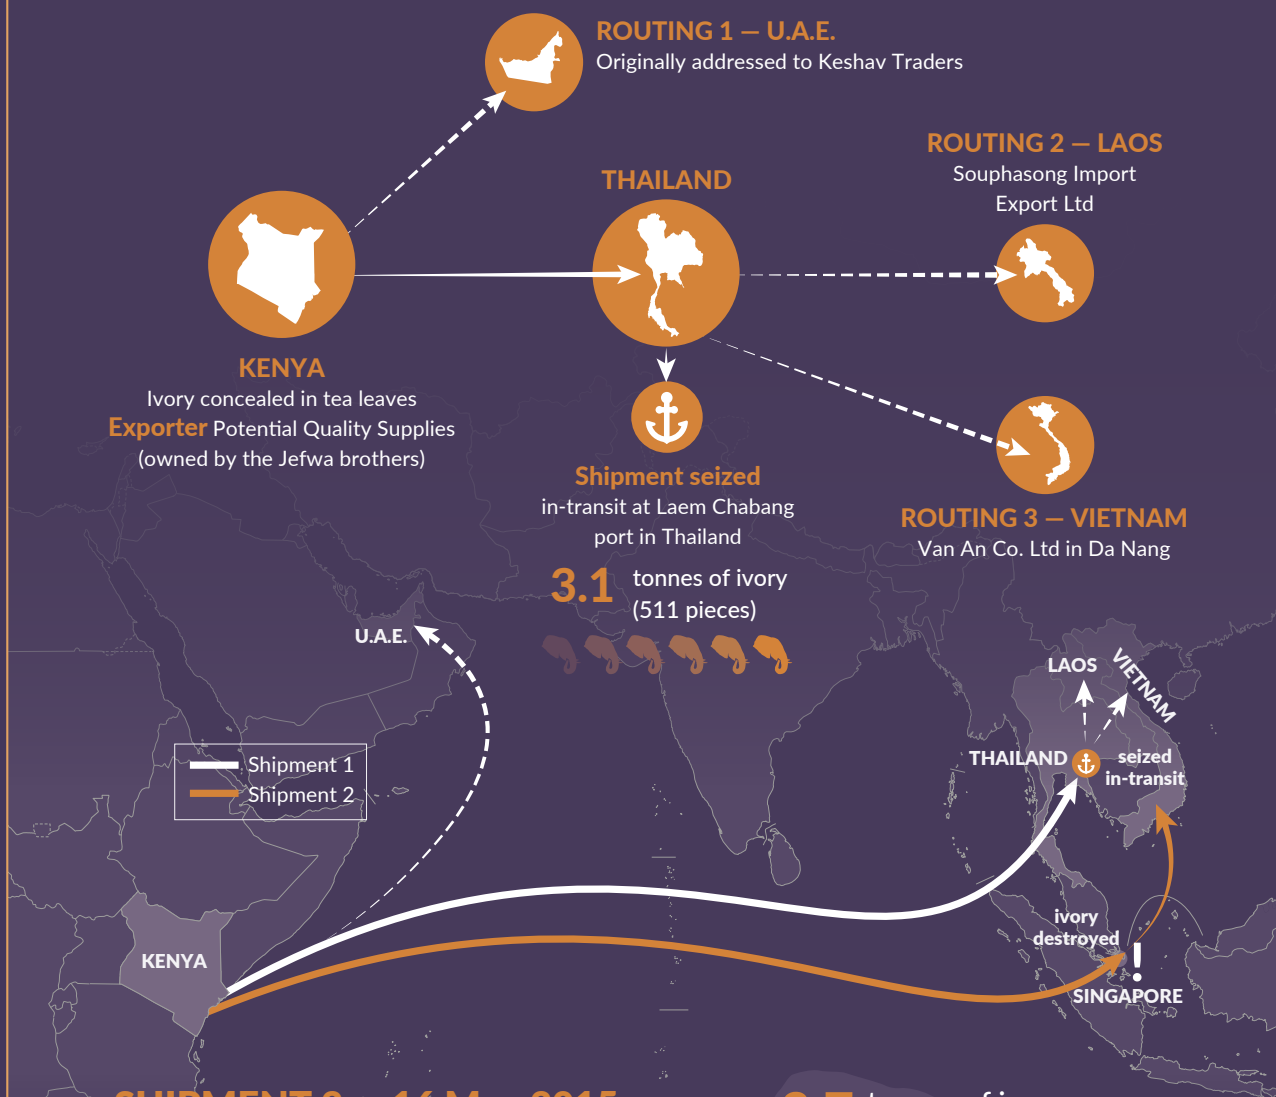 ROUTING 1 — U.A.E.
Originally addressed to Keshav Traders
ROUTING 2 — LAOS
Souphasong Import
Export Ltd
THAILAND
KENYA
Ivory concealed in tea leaves
Exporter Potential Quality Supplies
(owned by the Jefwa brothers)
Shipment seized
in-transit at Laem Chabang
port in Thailand
3.1 tonnes of ivory
(511 pieces)
ROUTING 3 — VIETNAM
Van An Co. Ltd in Da Nang
U.A.E.
LAOS
VIETNAM
THAILAND
seized
in-transit
Shipment 1
Shipment 2
ivory
destroyed
KENYA
SINGAPORE